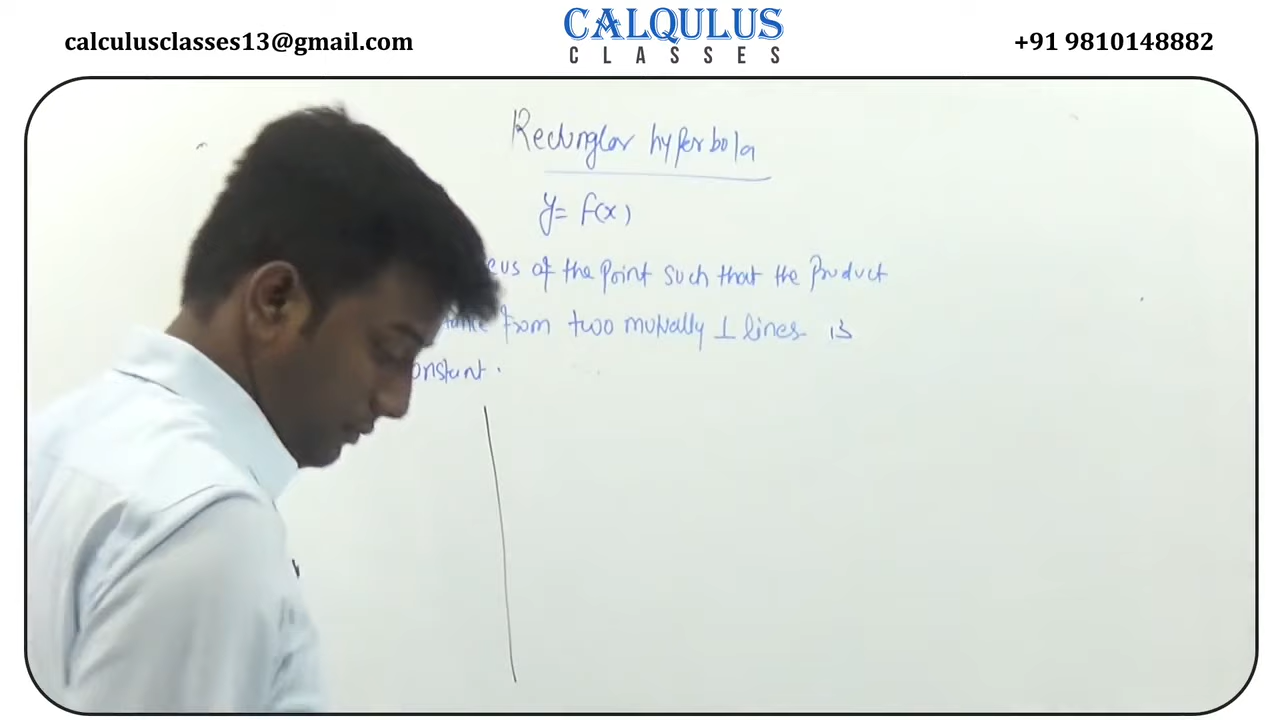 calculusclasses13@gmail.com
CALQULUS
CLASSES
+91 9810148882
Rectangler hyperbola
y= f(x)
of the Point such that the Product
from two mutually ⊥ lines is